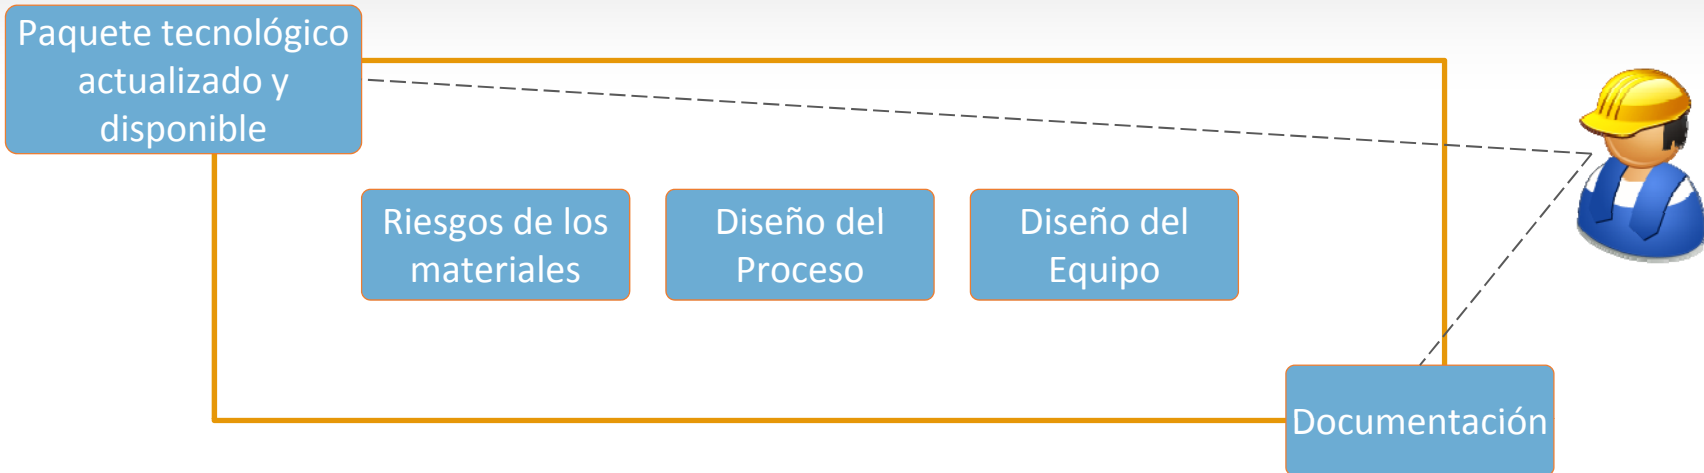 Paquete tecnológico
actualizado y
disponible
Riesgos de los
materiales
Diseño del
Proceso
Diseño del
Equipo
Documentación